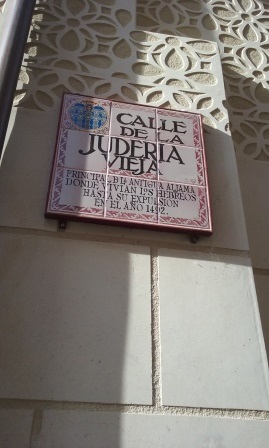 CALLE
DE LA
JUDERIA
VIEJA
PRINCIPAL D LA ANTIGUA ALJAMA
DONDE VIVIAN LOS HEBREOS
HASTA SU EXPULSION
EN EL AÑO 1492.